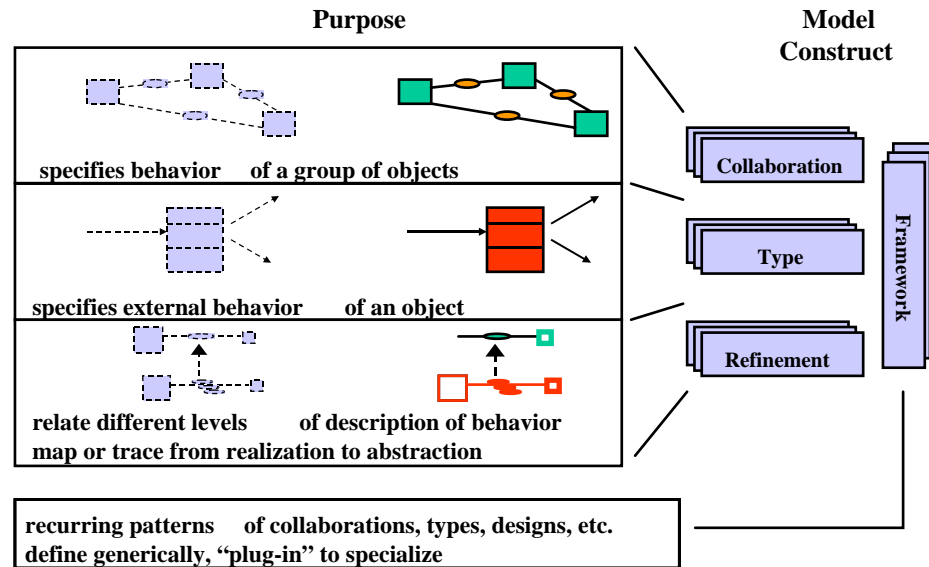 Purpose
Model
Construct
specifies behavior of a group of objects
Collaboration
specifies external behavior of an object
Type
relate different levels of description of behavior
map or trace from realization to abstraction
Refinement
Framework
recurring patterns of collaborations, types, designs, etc.
define generically, “plug-in” to specialize